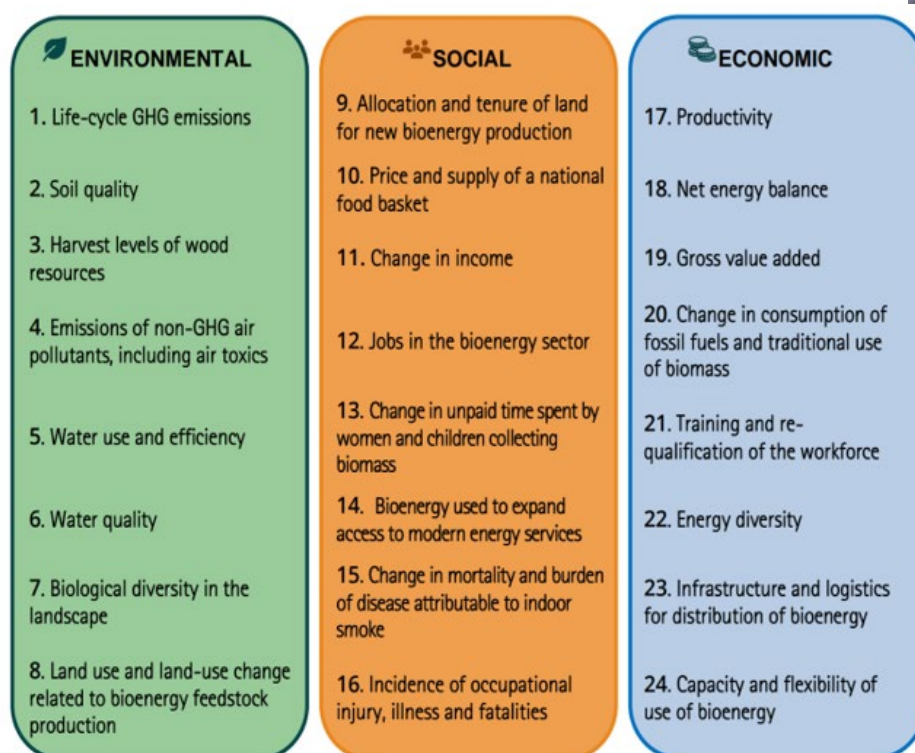 ENVIRONMENTAL
1. Life-cycle GHG emissions
2. Soil quality
3. Harvest levels of wood
resources
4. Emissions of non-GHG air
pollutants, including air toxics
5. Water use and efficiency
6. Water quality
7. Biological diversity in the
landscape
8. Land use and land-use change
related to bioenergy feedstock
production
SOCIAL
9. Allocation and tenure of land
for new bioenergy production
10. Price and supply of a national
food basket
11. Change in income
12. Jobs in the bioenergy sector
13. Change in unpaid time spent by
women and children collecting
biomass
14. Bioenergy used to expand
access to modern energy services
15. Change in mortality and burden
of disease attributable to indoor
smoke
16. Incidence of occupational
injury, illness and fatalities
ECONOMIC
17. Productivity
18. Net energy balance
19. Gross value added
20. Change in consumption of
fossil fuels and traditional use
of biomass
21. Training and re-
qualification of the workforce
22. Energy diversity
23. Infrastructure and logistics
for distribution of bioenergy
24. Capacity and flexibility of
use of bioenergy